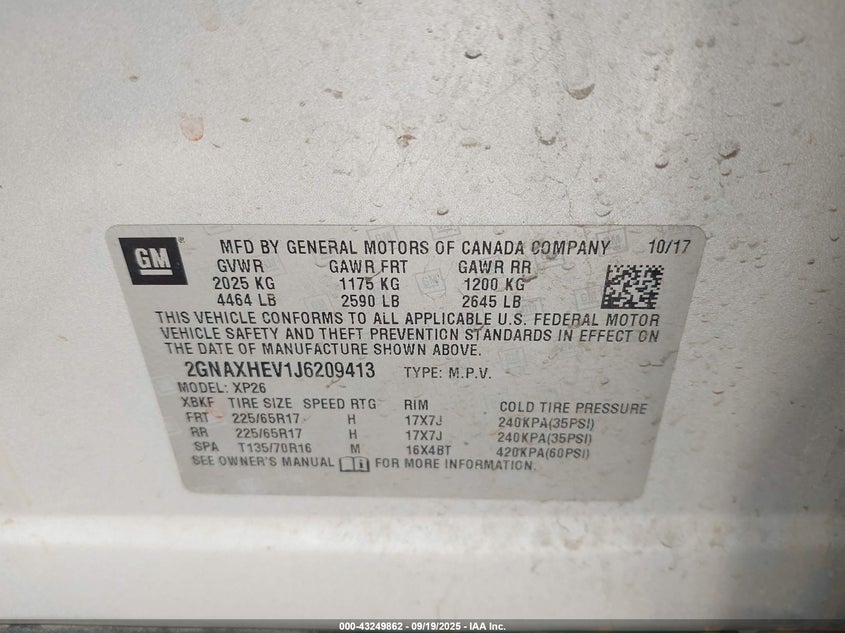 GM
MFD BY GENERAL MOTORS OF CANADA COMPANY 10/17
GVWR GAWR FRT GAWR RR
2025 KG 1175 KG 1200 KG
4464 LB 2590 LB 2645 LB
THIS VEHICLE CONFORMS TO ALL APPLICABLE U.S. FEDERAL MOTOR
VEHICLE SAFETY AND THEFT PREVENTION STANDARDS IN EFFECT ON
THE DATE OF MANUFACTURE SHOWN ABOVE.
2GNAXHEV1J6209413 TYPE: M.P.V.
MODEL: XP26
XBKF TIRE SIZE SPEED RTG RIM COLD TIRE PRESSURE
FRT 225/65R17 H 17X7J 240KPA(35PSI)
RR 225/65R17 H 17X7J 240KPA(35PSI)
SPA T135/70R16 M 16X4BT 420KPA(60PSI)
SEE OWNER'S MANUAL FOR MORE INFORMATION.
000-43249862 - 09/19/2025 - IAA Inc.